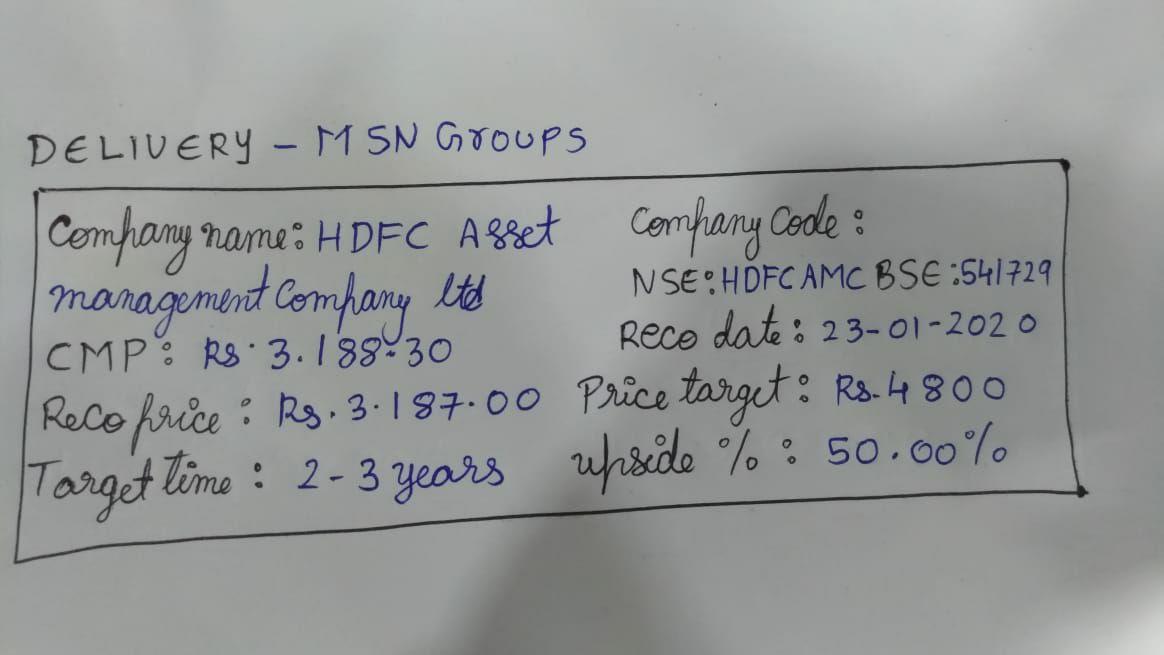 DELIVERY - MSN GROUPS
Company name: HDFC Asset
management Company ltd
CMP: Rs. 3.188.30
Reco price: Rs. 3.187.00
Target time: 2-3 years
Company Code:
NSE: HDFCAMC BSE: 541729
Reco date: 23-01-2020
Price target: Rs. 4800
upside %: 50.00%